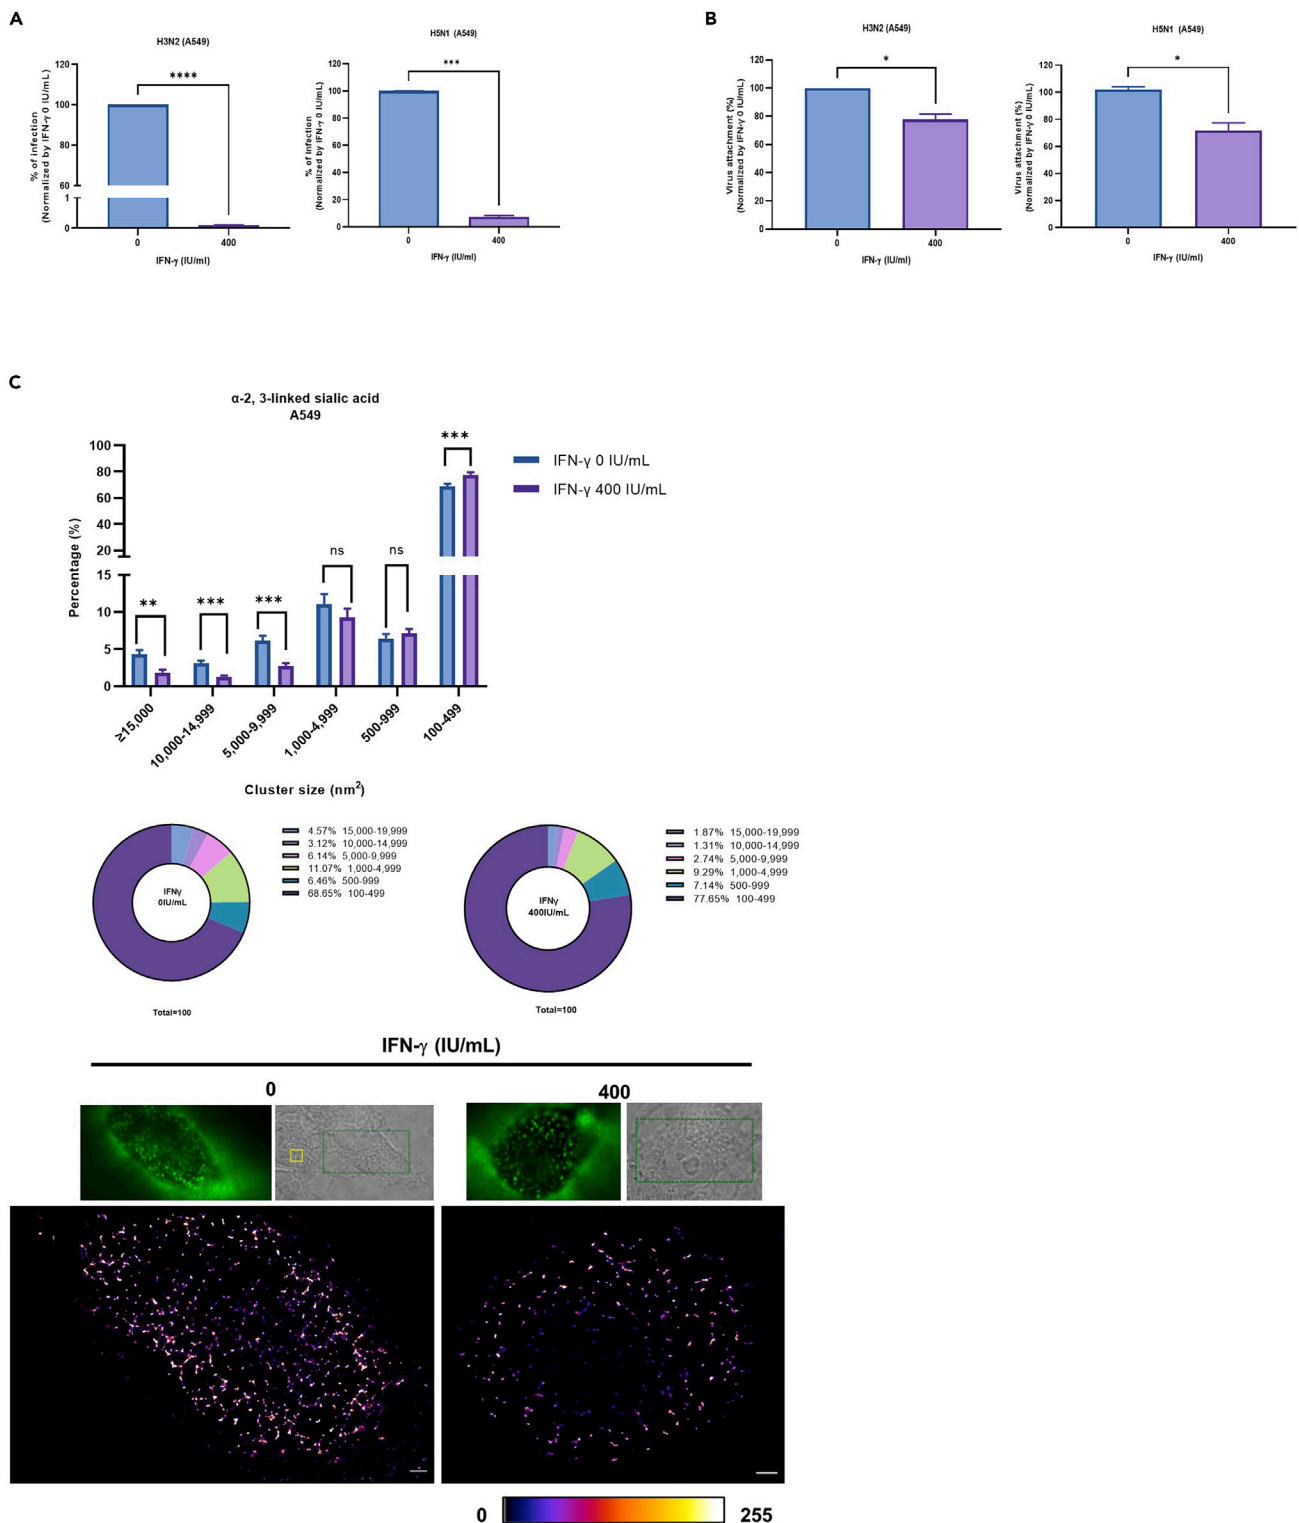 A
H3N2 (A549)
****
% of infection
(Normalized by IFN-γ 0 IU/mL)
120
100
80
60
1
0
0
400
IFN-γ (IU/ml)
H5N1 (A549)
***
% of infection
(Normalized by IFN-γ 0 IU/mL)
120
100
80
60
40
20
0
0
400
IFN-γ (IU/ml)
B
H3N2 (A549)
*
Virus attachment (%)
(Normalized by IFN-γ 0 IU/mL)
120
100
80
60
40
20
0
0
400
IFN-γ (IU/ml)
H5N1 (A549)
*
Virus attachment (%)
(Normalized by IFN-γ 0 IU/mL)
120
100
80
60
40
20
0
0
400
IFN-γ (IU/ml)
C
α-2, 3-linked sialic acid
A549
Percentage (%)
100
80
60
40
20
15
10
5
0
**
***
***
ns
ns
***
IFN-γ 0 IU/mL
IFN-γ 400 IU/mL
≥15,000
10,000-14,999
5,000-9,999
1,000-4,999
500-999
100-499
Cluster size (nm²)
IFNγ
0IU/mL
4.57% 15,000-19,999
3.12% 10,000-14,999
6.14% 5,000-9,999
11.07% 1,000-4,999
6.46% 500-999
68.65% 100-499
Total=100
IFNγ
400IU/mL
1.87% 15,000-19,999
1.31% 10,000-14,999
2.74% 5,000-9,999
9.29% 1,000-4,999
7.14% 500-999
77.65% 100-499
Total=100
IFN-γ (IU/mL)
0
400
0
255